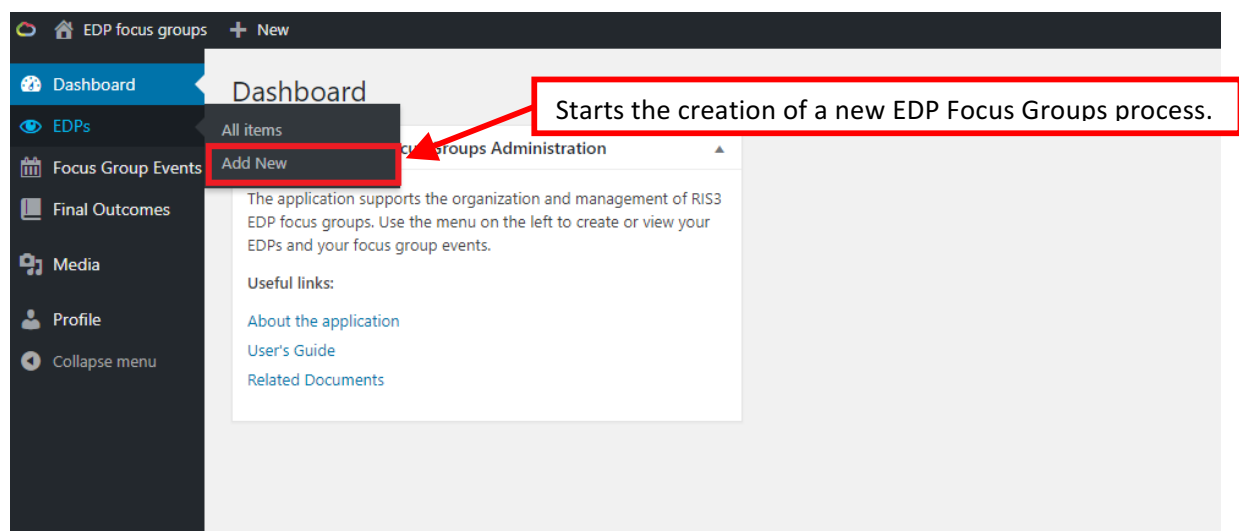 EDP focus groups + New
Dashboard
EDPs
Focus Group Events
Final Outcomes
Media
Profile
Collapse menu
All items
Add New
Dashboard
Starts the creation of a new EDP Focus Groups process.
Groups Administration
The application supports the organization and management of RIS3
EDP focus groups. Use the menu on the left to create or view your
EDPs and your focus group events.
Useful links:
About the application
User's Guide
Related Documents